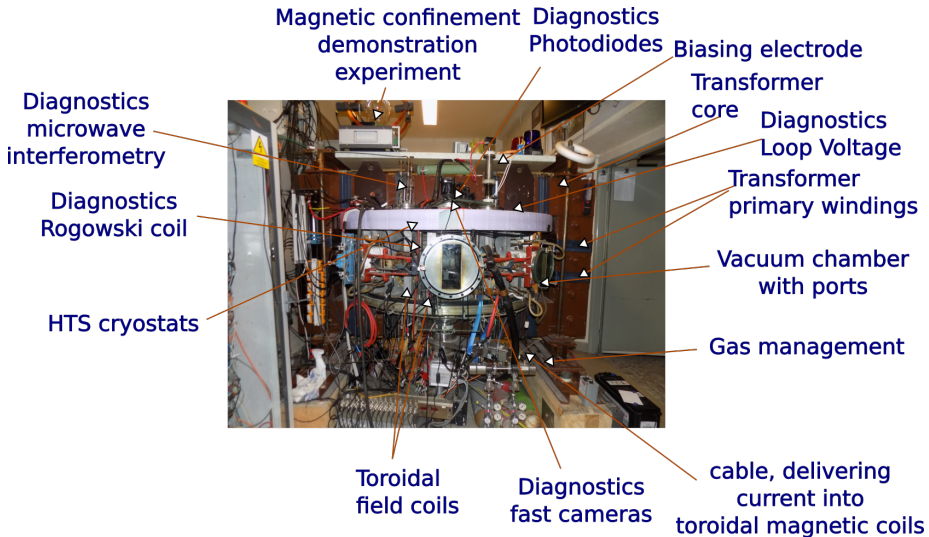 Magnetic confinement
demonstration
experiment
Diagnostics
Photodiodes
Biasing electrode
Transformer
core
Diagnostics
microwave
interferometry
Diagnostics
Loop Voltage
Transformer
primary windings
Diagnostics
Rogowski coil
Vacuum chamber
with ports
HTS cryostats
Gas management
Toroidal
field coils
Diagnostics
fast cameras
cable, delivering
current into
toroidal magnetic coils